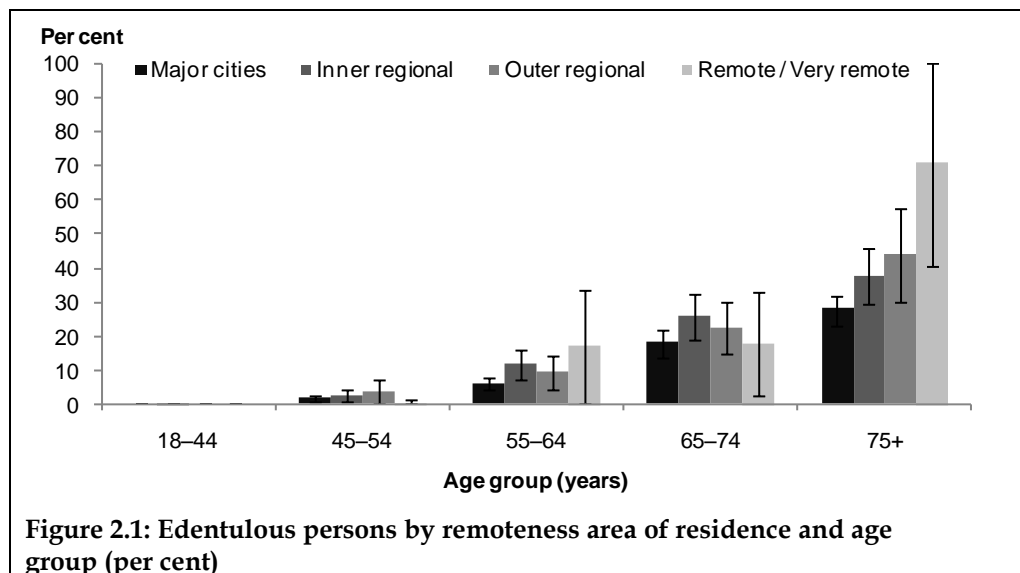 Per cent
100
Major cities Inner regional Outer regional Remote / Very remote
90
80
70
60
50
40
30
20
10
0
18–44 45–54 55–64 65–74 75+
Age group (years)
Figure 2.1: Edentulous persons by remoteness area of residence and age
group (per cent)